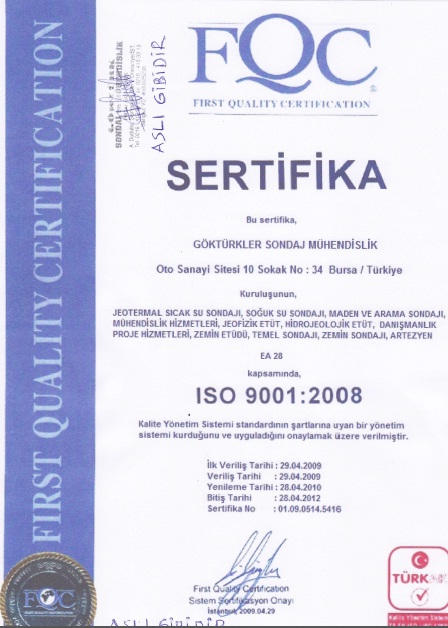 FIRST QUALITY CERTIFICATION
SONDAJ
ASLI GİBİDİR
FQC
®
FIRST QUALITY CERTIFICATION
SERTİFİKA
Bu sertifika,
GÖKTÜRKLER SONDAJ MÜHENDİSLİK
Oto Sanayi Sitesi 10 Sokak No : 34 Bursa / Türkiye
Kuruluşunun,
JEOTERMAL SICAK SU SONDAJI, SOĞUK SU SONDAJI, MADEN VE ARAMA SONDAJI,
MÜHENDİSLİK HİZMETLERİ, JEOFİZİK ETÜT, HİDROJEOLOJİK ETÜT, DANIŞMANLIK
PROJE HİZMETLERİ, ZEMİN ETÜDÜ, TEMEL SONDAJI, ZEMİN SONDAJI, ARTEZYEN
EA 28
kapsamında,
ISO 9001:2008
Kalite Yönetim Sistemi standardının şartlarına uyan bir yönetim
sistemi kurduğunu ve uyguladığını onaylamak üzere verilmiştir.
İlk Veriliş Tarihi : 29.04.2009
Veriliş Tarihi : 29.04.2009
Yenileme Tarihi : 28.04.2010
Bitiş Tarihi : 28.04.2012
Sertifika No : 01.09.0514.5416
First Quality Certification
Sistem Sertifikasyon Onayı
İstanbul 2009.04.29
FQC
TÜRK
Kalite Yönetim Sistem
ASLI GİBİDİR